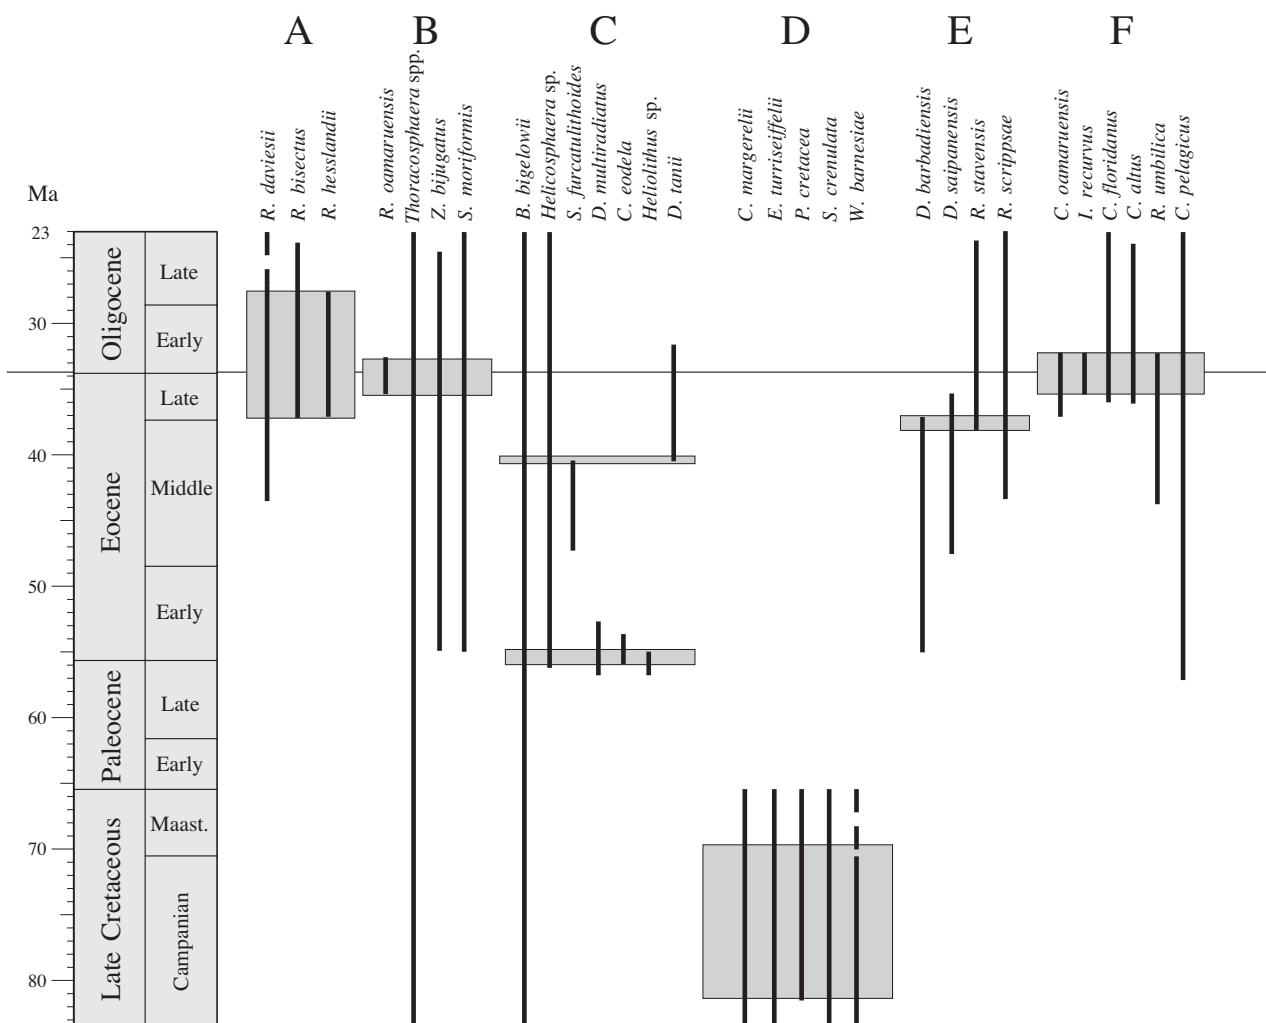 A B C D E F
R. daviesii
R. bisectus
R. hesslandii
R. oamaruensis
Thoracosphaera spp.
Z. bijugatus
S. moriformis
B. bigelowii
Helicosphaera sp.
S. furcatulithoides
D. multiradiatus
C. eodela
Heliolithus sp.
D. tanii
C. margerelii
E. turriseiffelii
P. cretacea
S. crenulata
W. barnesiae
D. barbadiensis
D. saipanensis
R. stavensis
R. scrippsae
C. oamaruensis
I. recurvus
C. floridanus
C. altus
R. umbilica
C. pelagicus
Ma
23
30
40
50
60
70
80
Oligocene
Late
Early
Eocene
Late
Middle
Early
Paleocene
Late
Early
Late Cretaceous
Maast.
Campanian